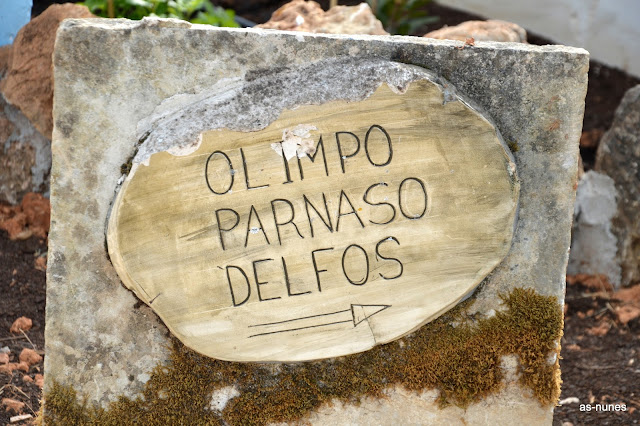 OLIMPO
PARNASO
DELFOS
as-nunes